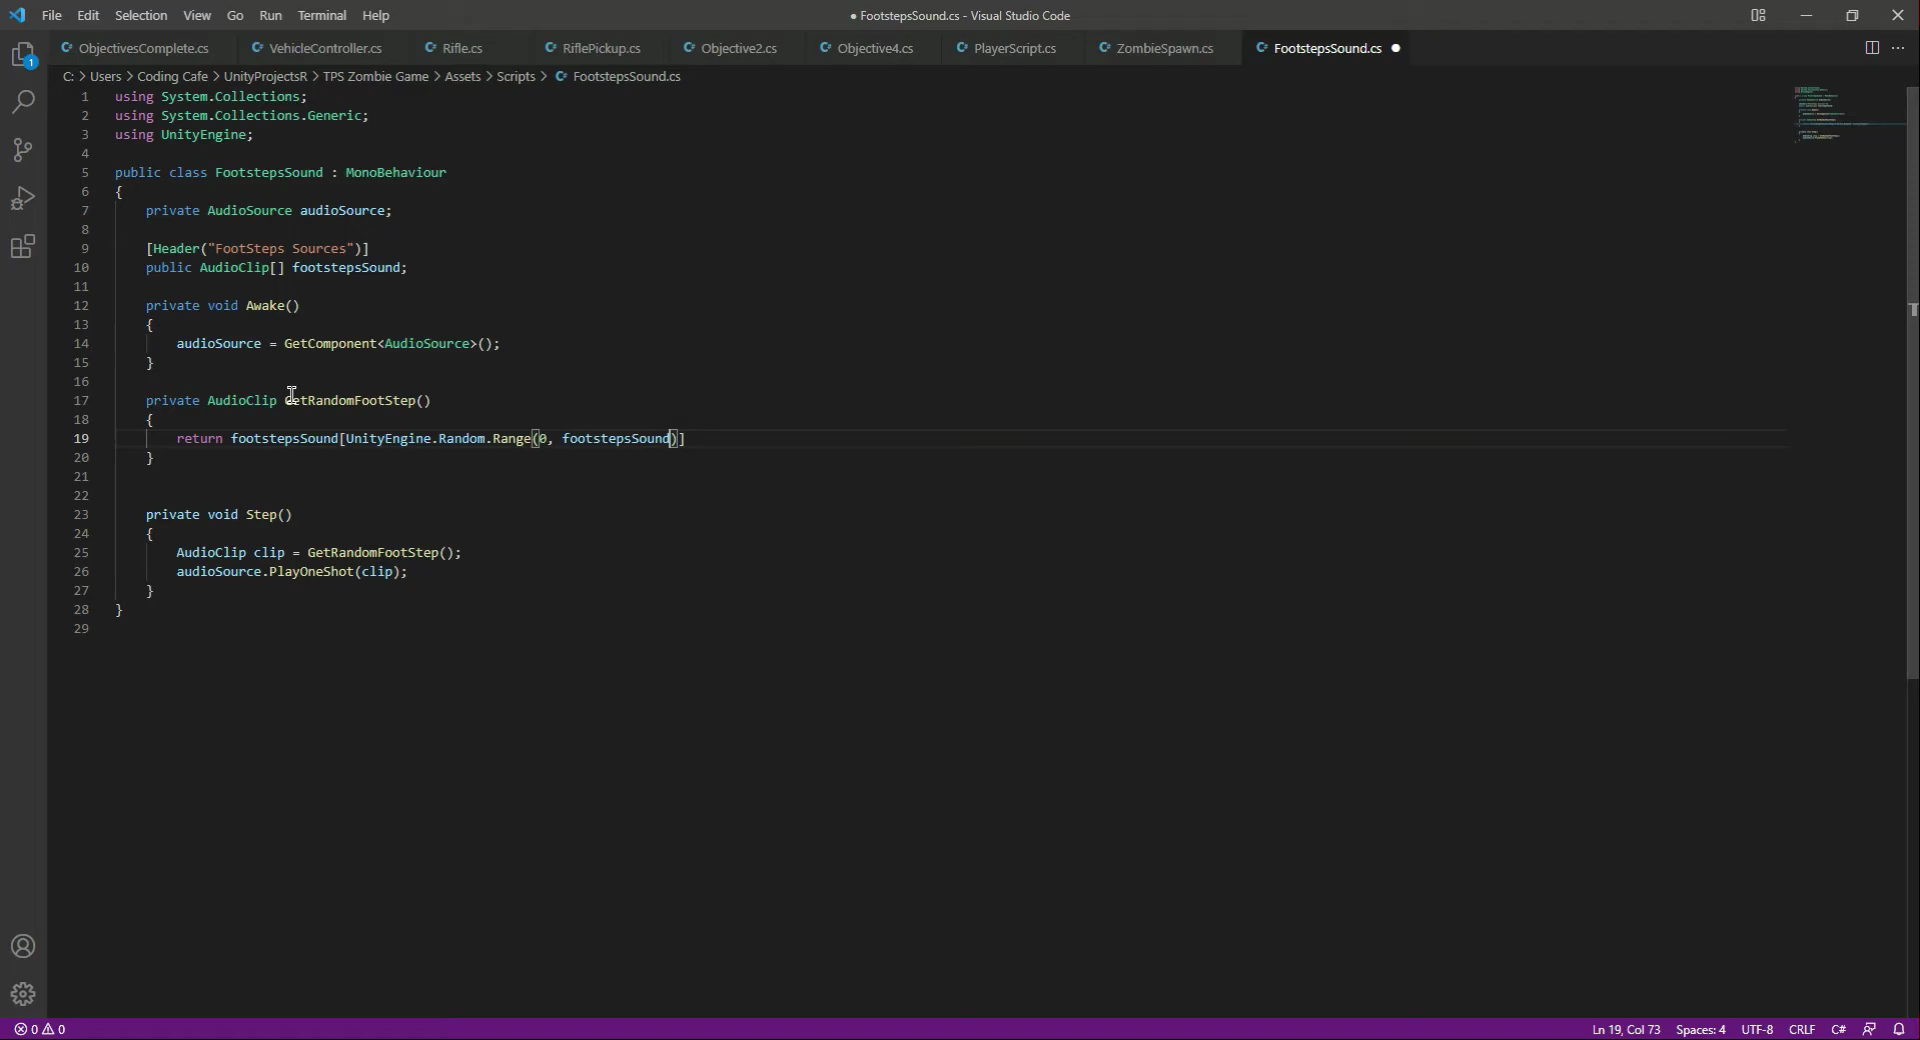 File Edit Selection View Go Run Terminal Help
● FootstepsSound.cs - Visual Studio Code
ObjectivesComplete.cs VehicleController.cs Rifle.cs RiflePickup.cs Objective2.cs Objective4.cs PlayerScript.cs ZombieSpawn.cs FootstepsSound.cs ●
C: > Users > Coding Cafe > UnityProjectsR > TPS Zombie Game > Assets > Scripts > FootstepsSound.cs
1 using System.Collections;
2 using System.Collections.Generic;
3 using UnityEngine;
4
5 public class FootstepsSound : MonoBehaviour
6 {
7 private AudioSource audioSource;
8
9 [Header("FootSteps Sources")]
10 public AudioClip[] footstepsSound;
11
12 private void Awake()
13 {
14 audioSource = GetComponent<AudioSource>();
15 }
16
17 private AudioClip GetRandomFootStep()
18 {
19 return footstepsSound[UnityEngine.Random.Range(0, footstepsSound)]
20 }
21
22
23 private void Step()
24 {
25 AudioClip clip = GetRandomFootStep();
26 audioSource.PlayOneShot(clip);
27 }
28 }
29
1
0 0 Ln 19, Col 73 Spaces: 4 UTF-8 CRLF C#